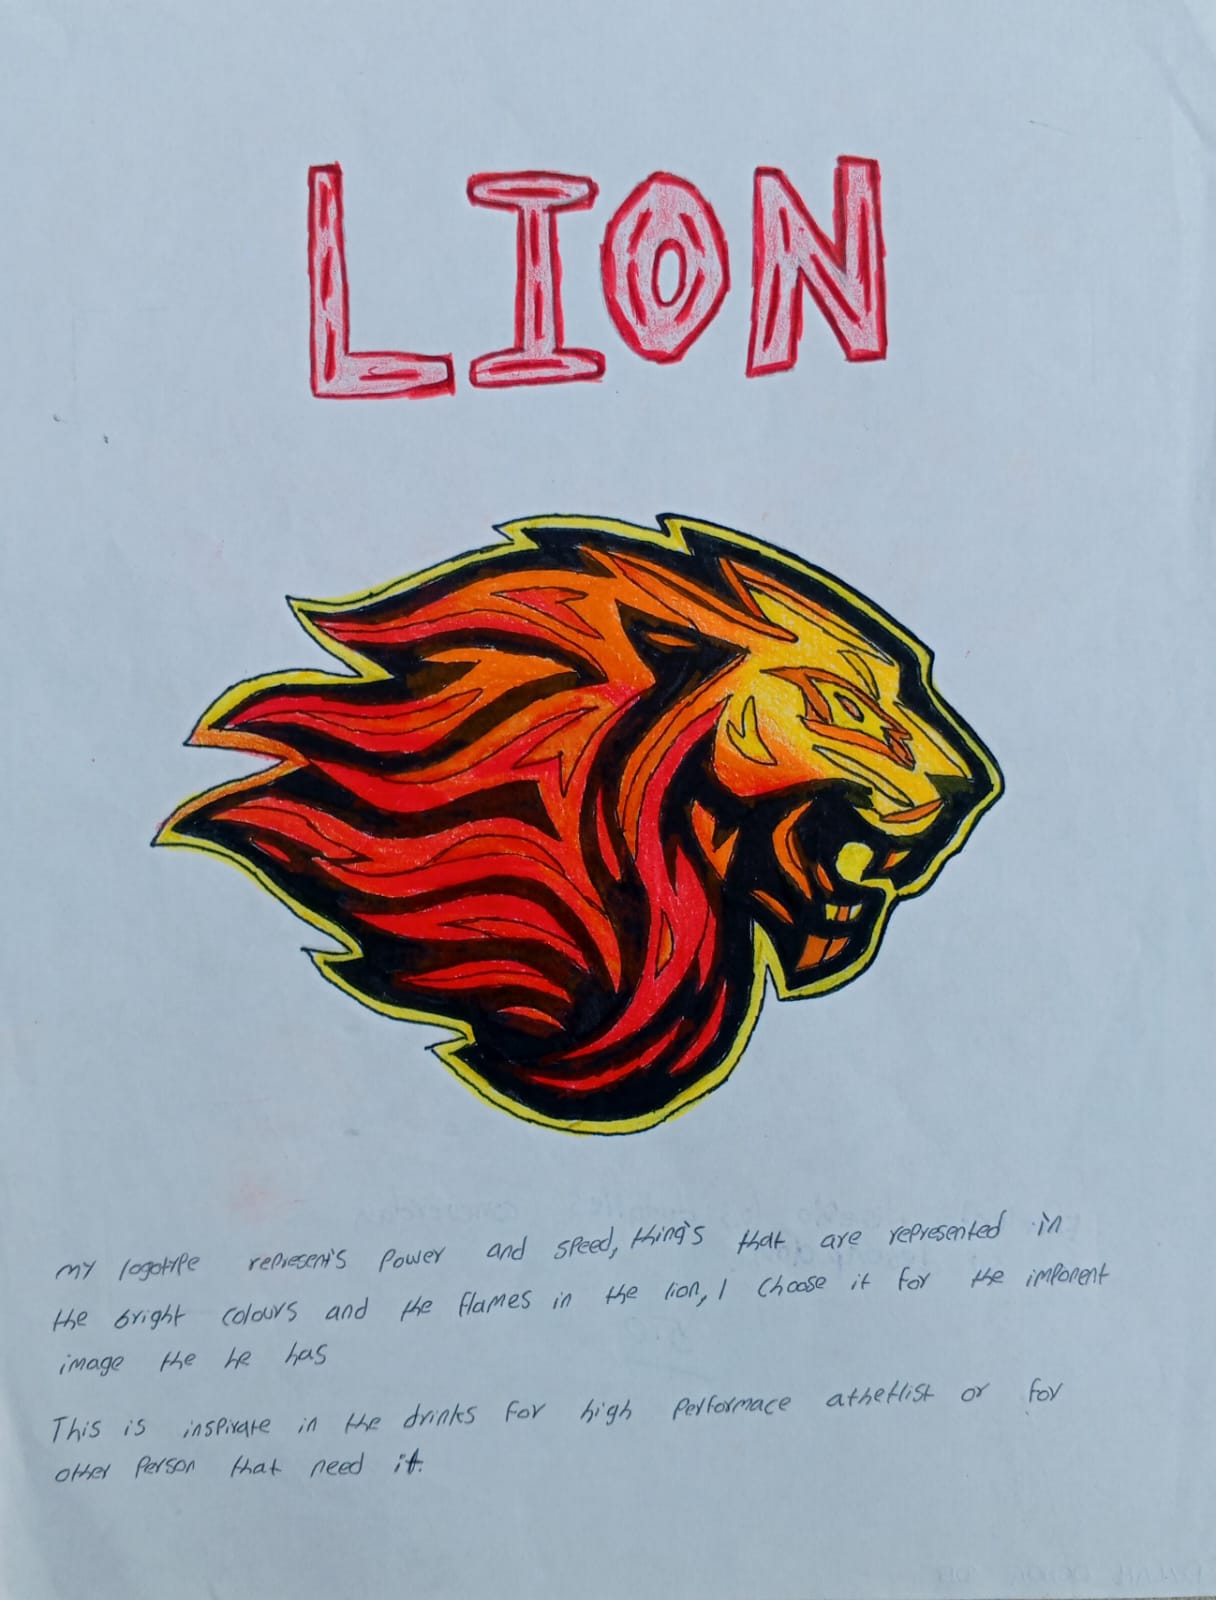 LION
my logotype represent's power and speed, thing's that are represented in
the bright colours and the flames in the lion, I choose it for the imponent
image the he has
This is inspirate in the drinks for high performace athetlist or for
other person that need it.